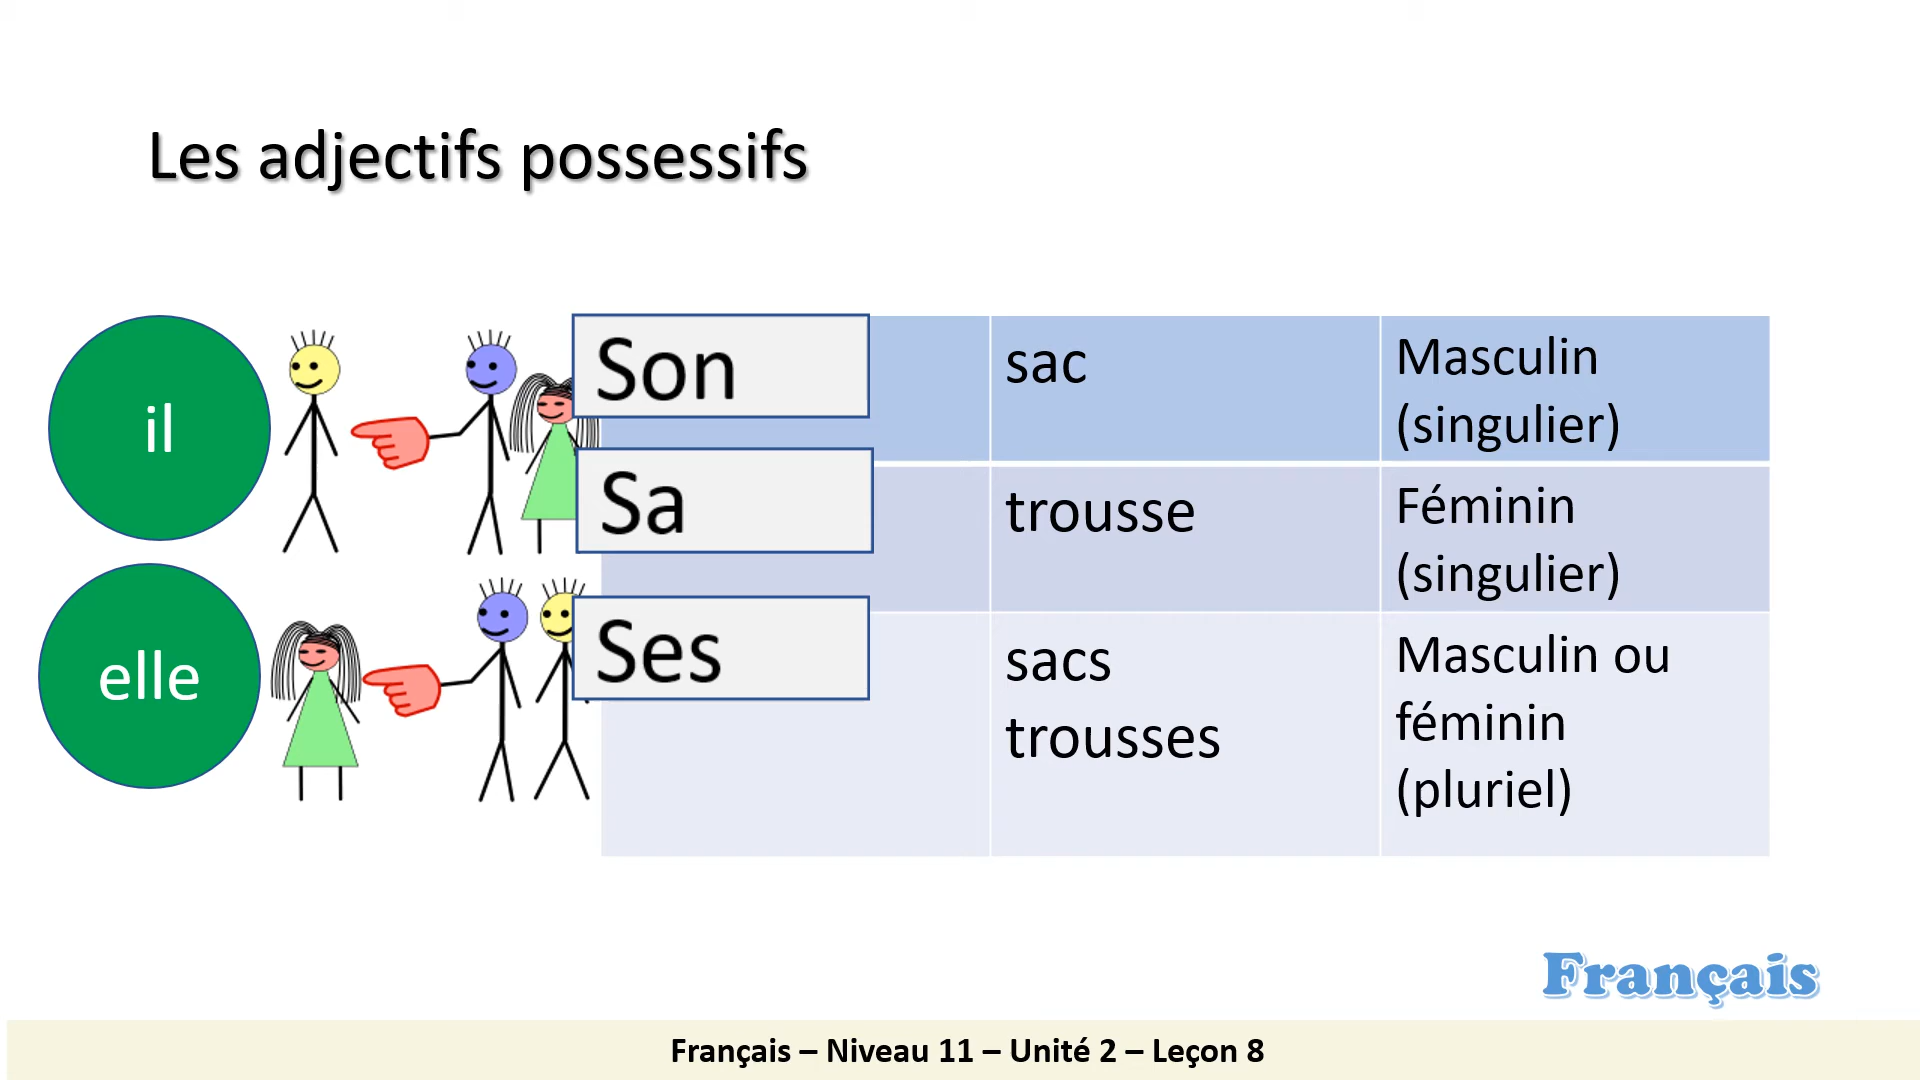 Les adjectifs possessifs
il
Son
sac
Masculin
(singulier)
Sa
trousse
Féminin
(singulier)
elle
Ses
sacs
trousses
Masculin ou
féminin
(pluriel)
Français
Français – Niveau 11 – Unité 2 – Leçon 8